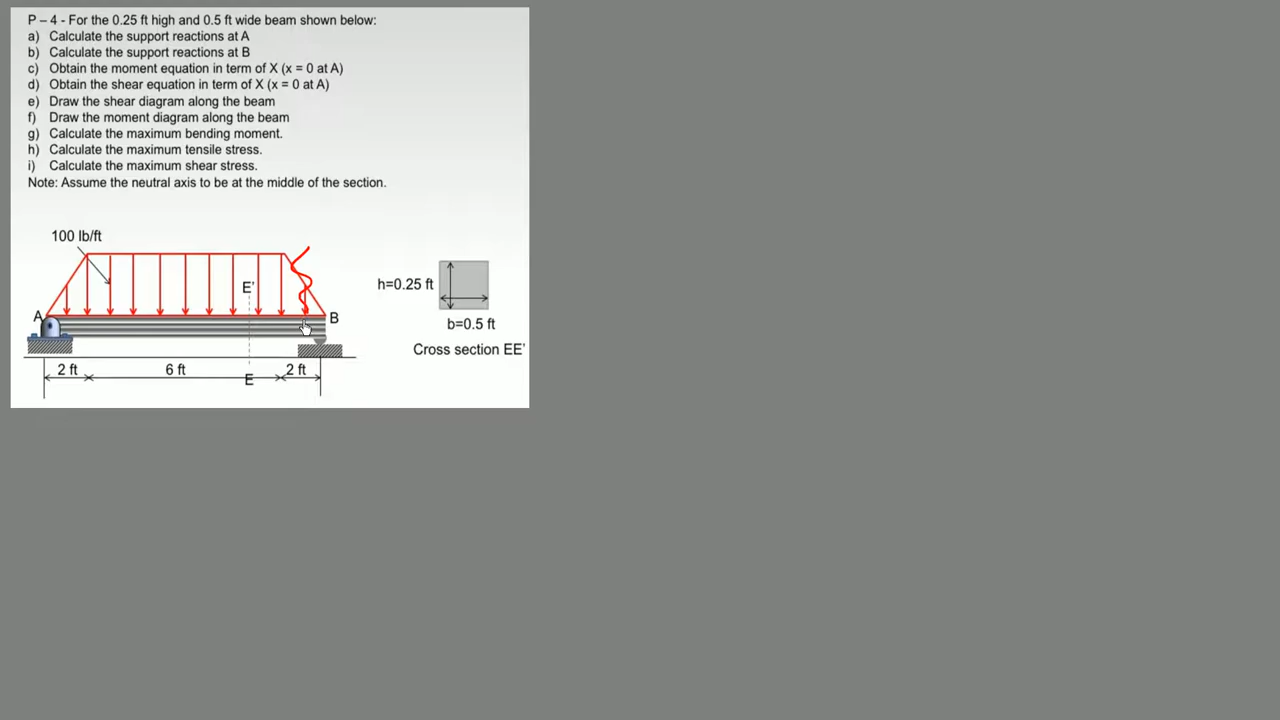 P – 4 - For the 0.25 ft high and 0.5 ft wide beam shown below:
a) Calculate the support reactions at A
b) Calculate the support reactions at B
c) Obtain the moment equation in term of X (x = 0 at A)
d) Obtain the shear equation in term of X (x = 0 at A)
e) Draw the shear diagram along the beam
f) Draw the moment diagram along the beam
g) Calculate the maximum bending moment.
h) Calculate the maximum tensile stress.
i) Calculate the maximum shear stress.
Note: Assume the neutral axis to be at the middle of the section.
100 lb/ft
E'
h=0.25 ft
A
B
b=0.5 ft
Cross section EE'
2 ft
6 ft
E
2 ft